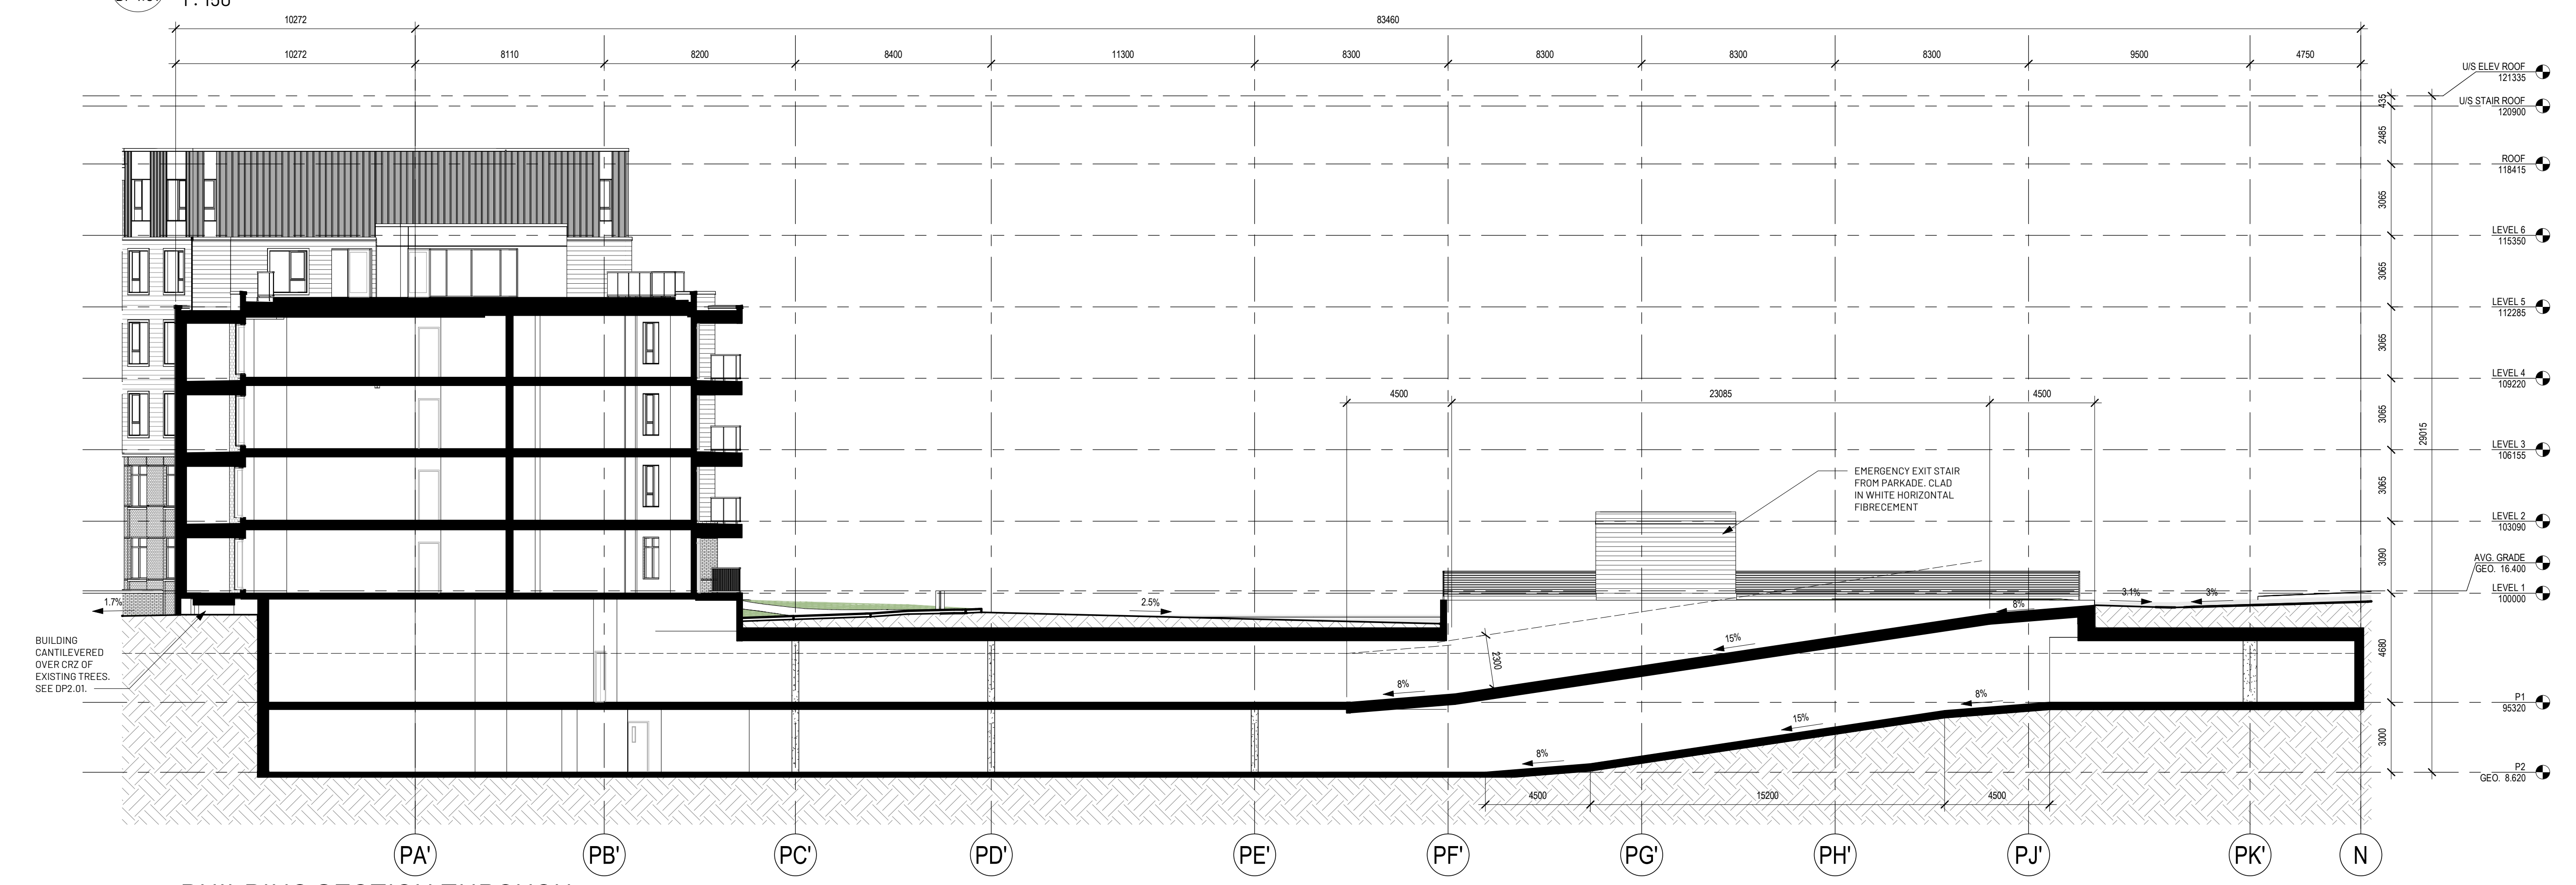 1 : 150
10272
83460
10272
8110
8200
8400
11300
8300
8300
8300
8300
9500
4750
U/S ELEV ROOF
121335
435
U/S STAIR ROOF
120900
2485
ROOF
118415
3065
LEVEL 6
115350
3065
LEVEL 5
112285
3065
LEVEL 4
109220
4500
23085
4500
3065
29015
LEVEL 3
106155
EMERGENCY EXIT STAIR
FROM PARKADE. CLAD
IN WHITE HORIZONTAL
FIBRECEMENT
3065
LEVEL 2
103090
3090
AVG. GRADE
GEO. 16.400
LEVEL 1
100000
1.7%
2.5%
8%
3.1%
3%
BUILDING
CANTILEVERED
OVER CRZ OF
EXISTING TREES.
SEE DP2.01.
2300
15%
4680
8%
8%
P1
95320
15%
3000
8%
P2
GEO. 8.620
4500
15200
4500
PA'
PB'
PC'
PD'
PE'
PF'
PG'
PH'
PJ'
PK'
N
BUILDING SECTION THROUGH